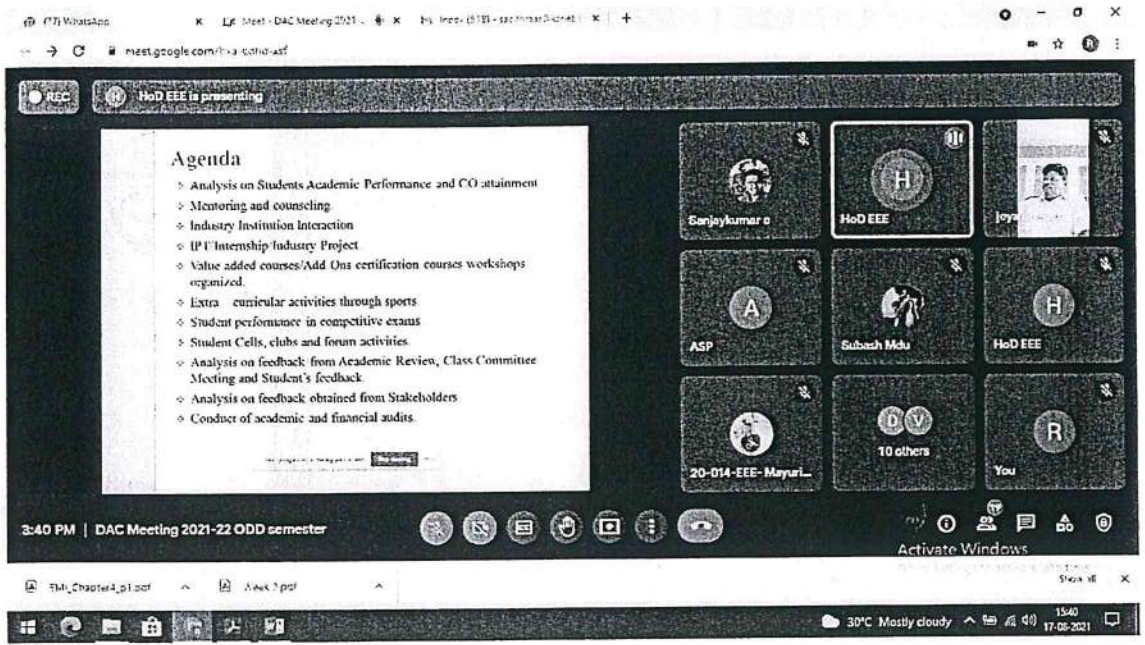 WhatsApp
Meet - DAC Meeting 2021 -
meet.google.com/
REC
H HoD EEE is presenting
Agenda
Analysis on Students Academic Performance and CO attainment
Mentoring and counseling
Industry Institution Interaction
IPT/Internship/Industry Project
Value added courses/Add Ons certification courses workshops
organized.
Extra curricular activities through sports
Student performance in competitive exams
Student Cells, clubs and forum activities
Analysis on feedback from Academic Review, Class Committee
Meeting and Student's feedback
Analysis on feedback obtained from Stakeholders
Conduct of academic and financial audits.
Sanjaykumar c
H
HoD EEE
A
ASP
Subash Mdu
H
HoD EEE
20-014-EEE- Mayuri...
D V
10 others
R
You
3:40 PM | DAC Meeting 2021-22 ODD semester
19
Activate Windows
EMI_Chapter4_p1.pdf
Week 2.pdf
Show all
30°C Mostly cloudy
15:40
17-08-2021